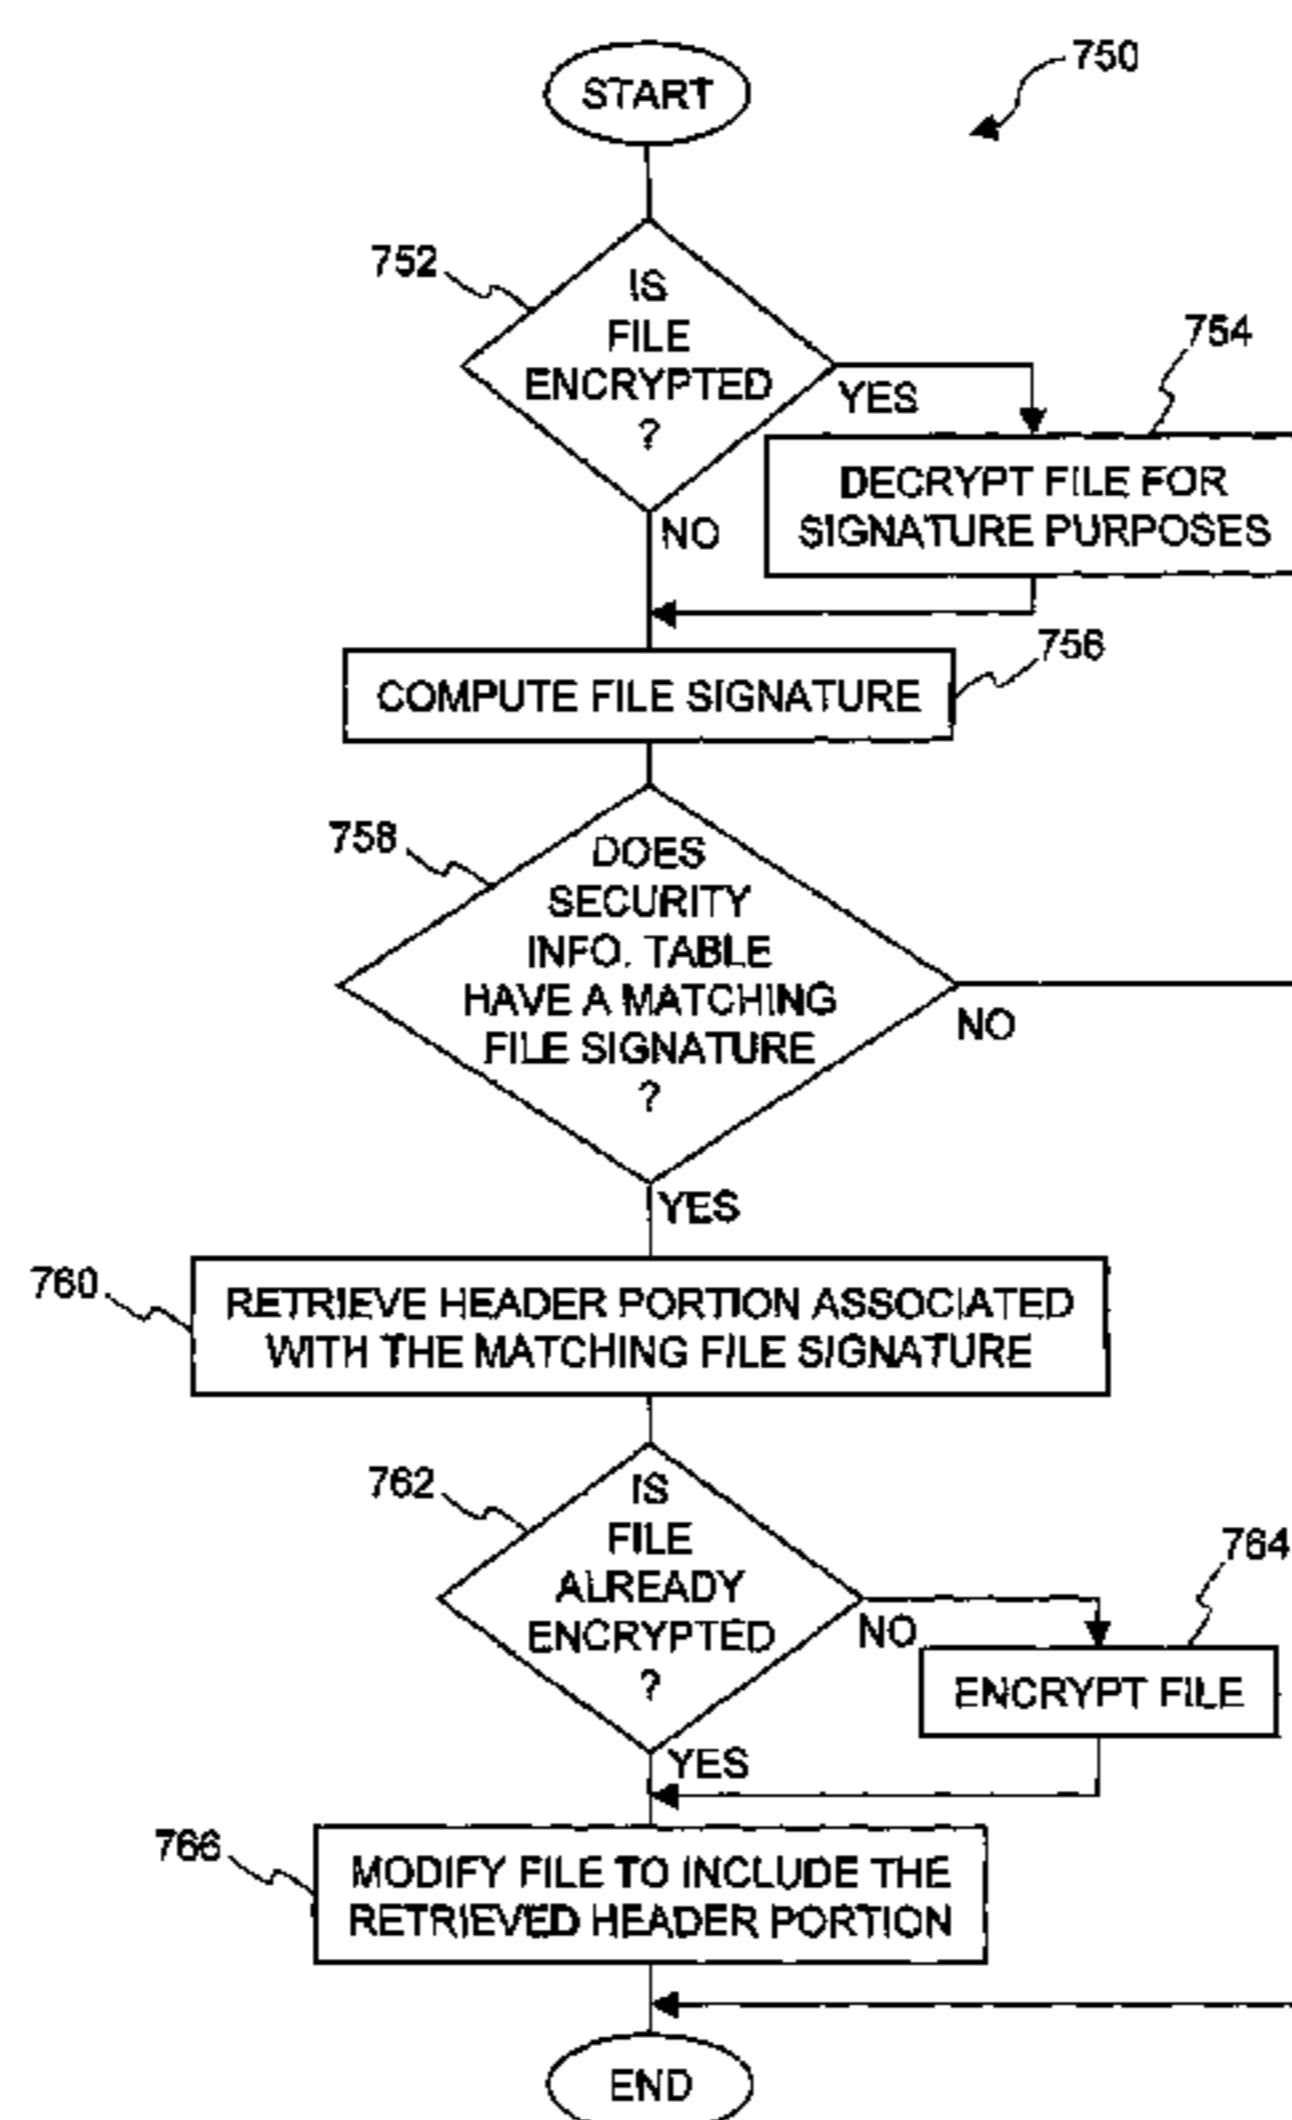 750
START
752
IS
FILE
ENCRYPTED
?
YES
754
DECRYPT FILE FOR
SIGNATURE PURPOSES
NO
756
COMPUTE FILE SIGNATURE
758
DOES
SECURITY
INFO. TABLE
HAVE A MATCHING
FILE SIGNATURE
?
NO
YES
760
RETRIEVE HEADER PORTION ASSOCIATED
WITH THE MATCHING FILE SIGNATURE
762
IS
FILE
ALREADY
ENCRYPTED
?
NO
764
ENCRYPT FILE
YES
766
MODIFY FILE TO INCLUDE THE
RETRIEVED HEADER PORTION
END